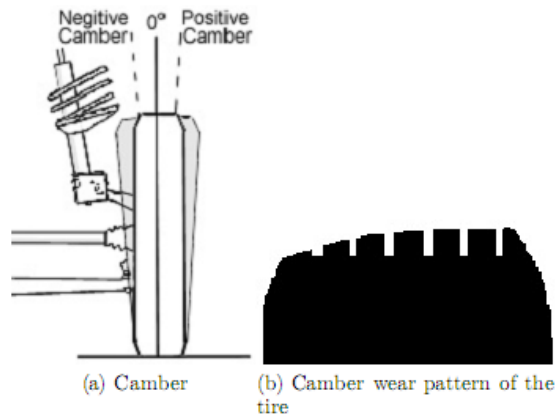 Negitive
Camber
0°
Positive
Camber
(a) Camber
(b) Camber wear pattern of the
tire